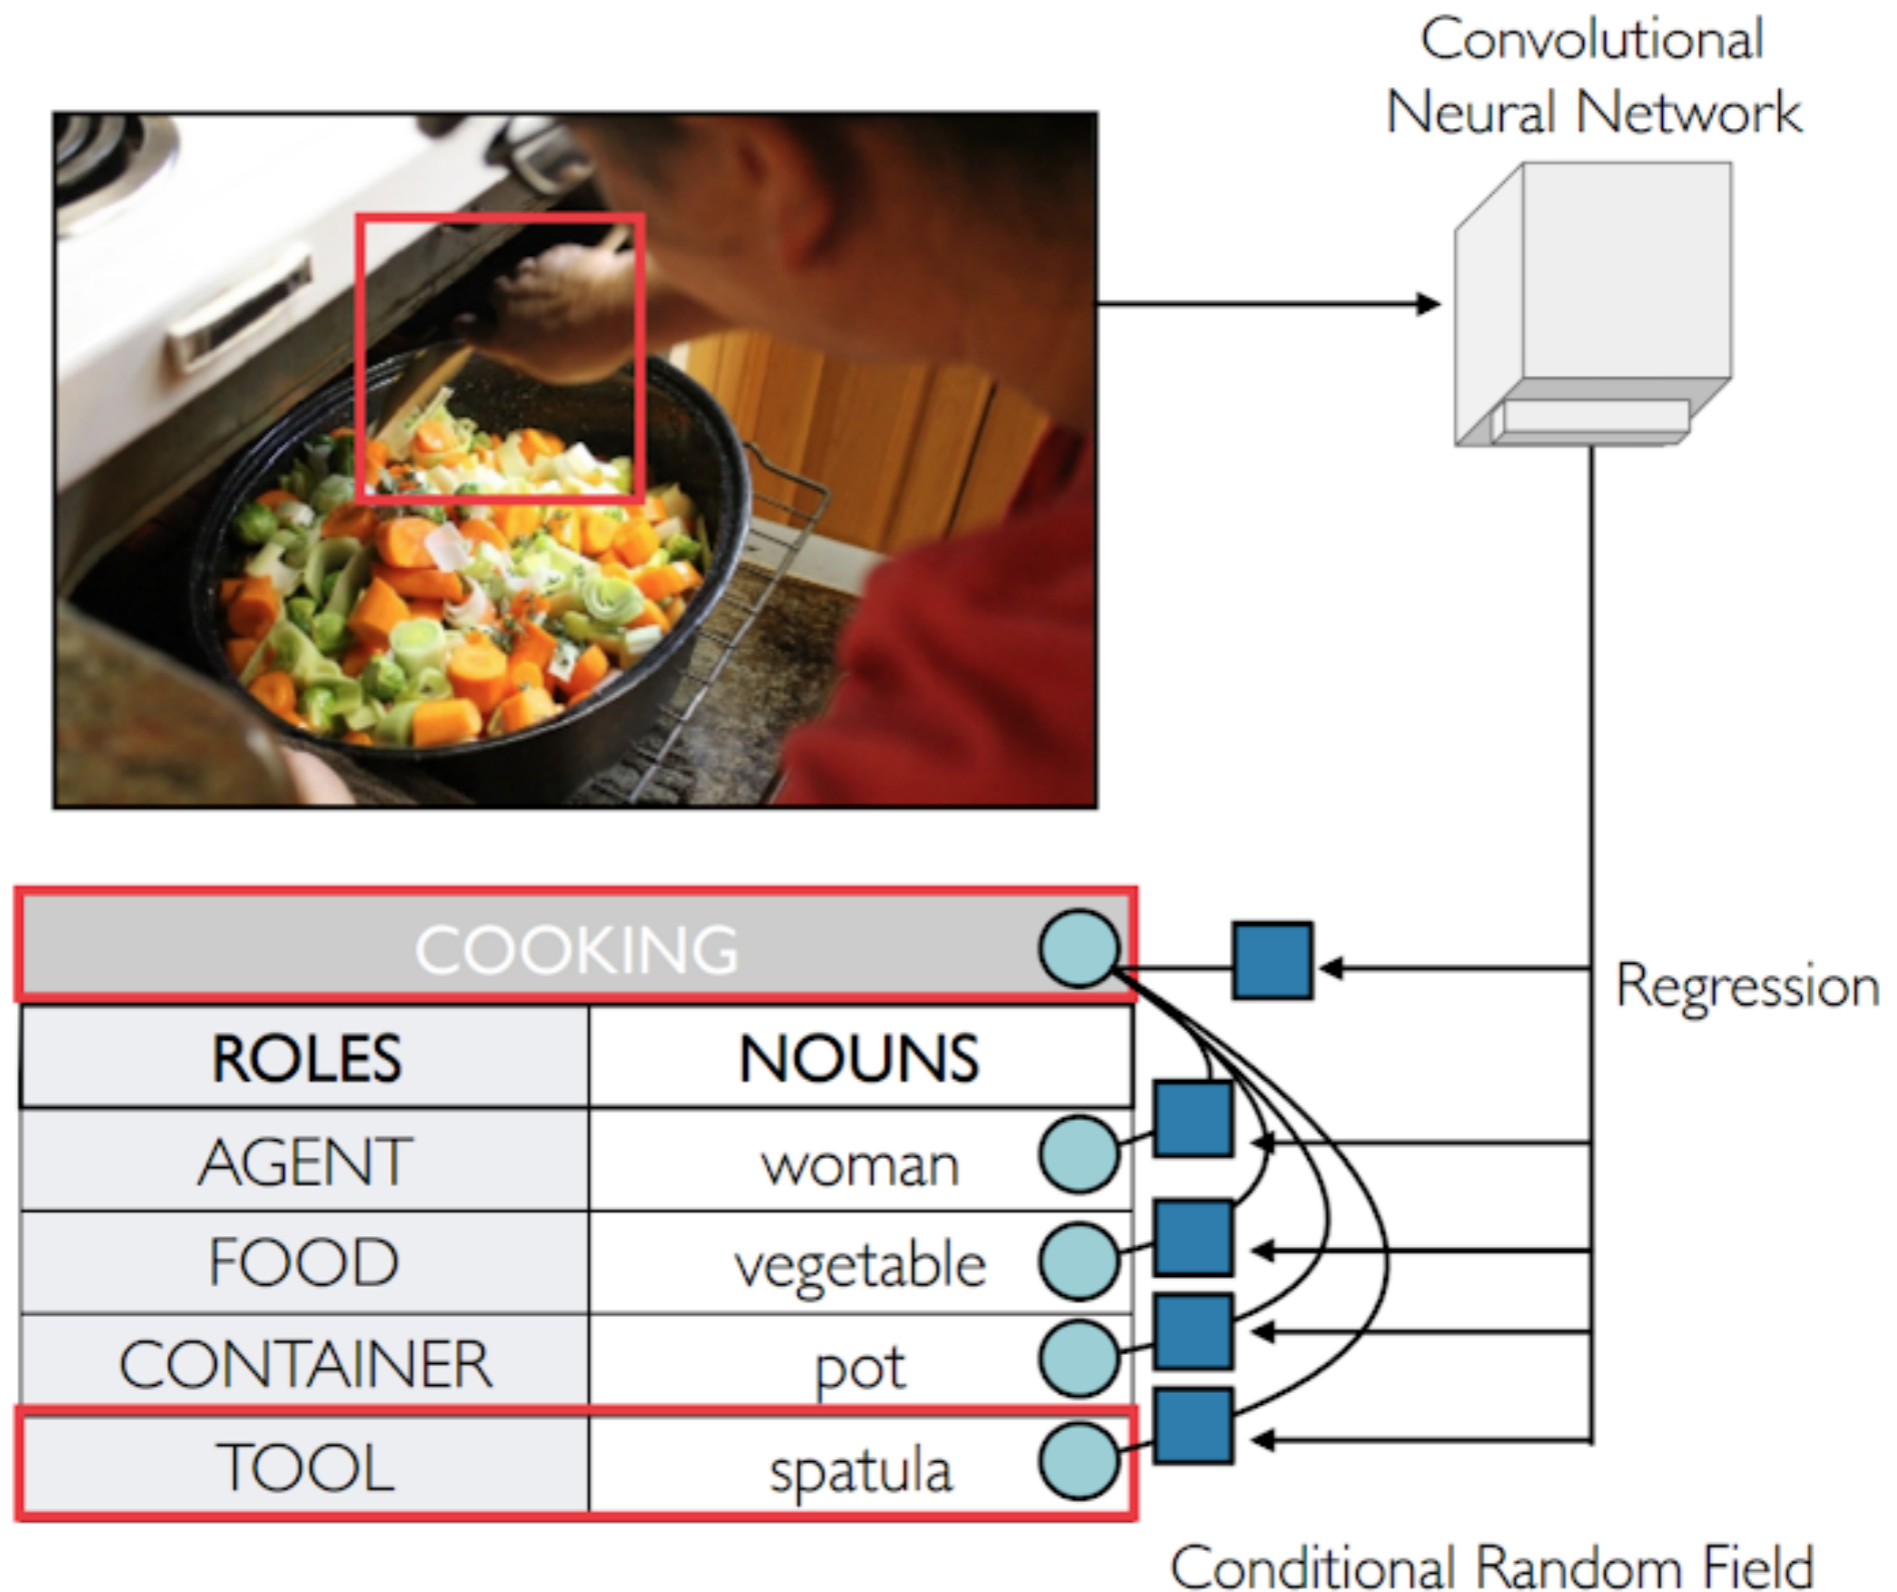 Convolutional
Neural Network
COOKING
Regression
ROLES NOUNS
AGENT woman
FOOD vegetable
CONTAINER pot
TOOL spatula
Conditional Random Field